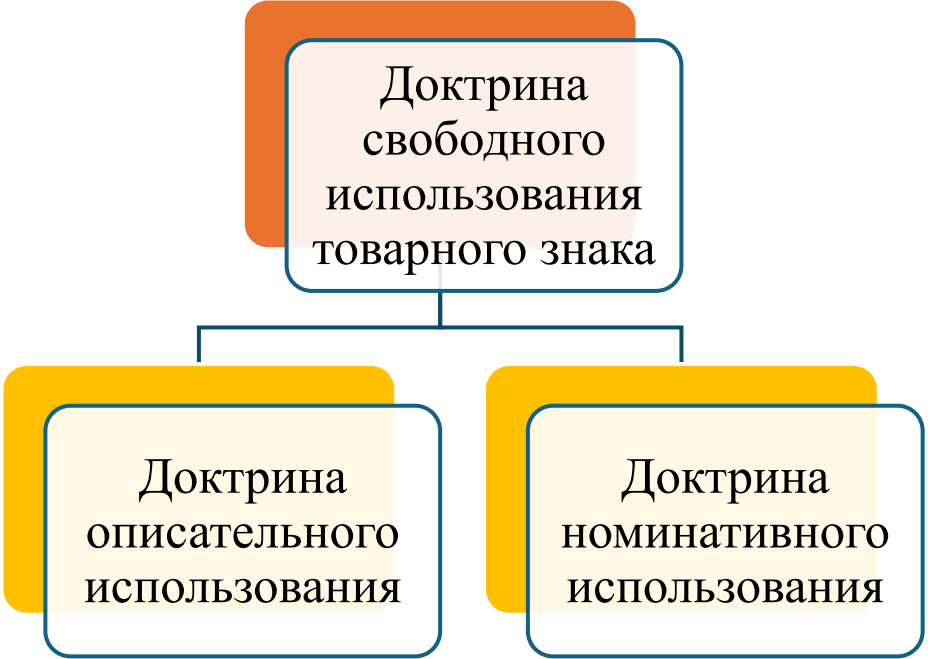 Доктрина
свободного
использования
товарного знака
Доктрина
описательного
использования
Доктрина
номинативного
использования